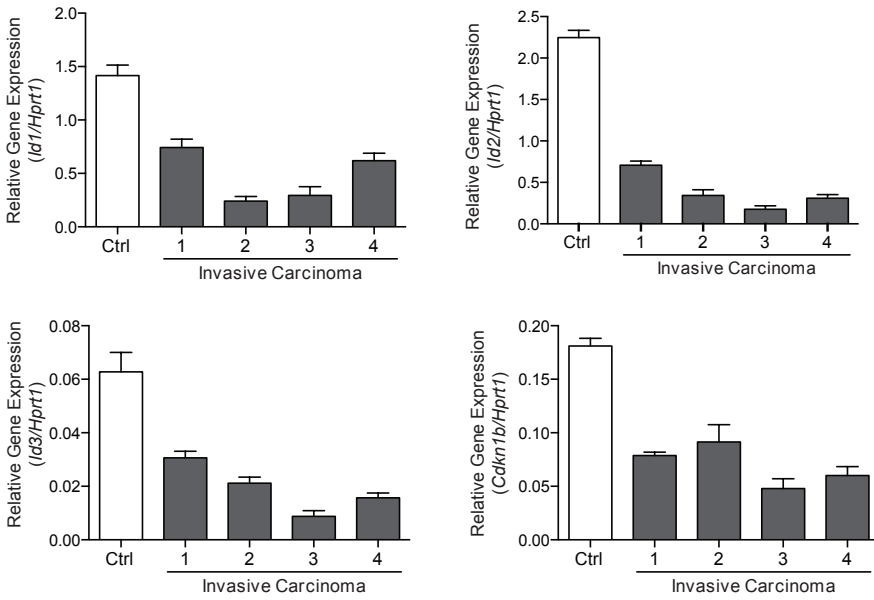 Relative Gene Expression
(Id1/Hprt1)
2.0
1.5
1.0
0.5
0.0
Ctrl 1 2 3 4
Invasive Carcinoma
Relative Gene Expression
(Id2/Hprt1)
2.5
2.0
1.5
1.0
0.5
0.0
Ctrl 1 2 3 4
Invasive Carcinoma
Relative Gene Expression
(Id3/Hprt1)
0.08
0.06
0.04
0.02
0.00
Ctrl 1 2 3 4
Invasive Carcinoma
Relative Gene Expression
(Cdkn1b/Hprt1)
0.20
0.15
0.10
0.05
0.00
Ctrl 1 2 3 4
Invasive Carcinoma